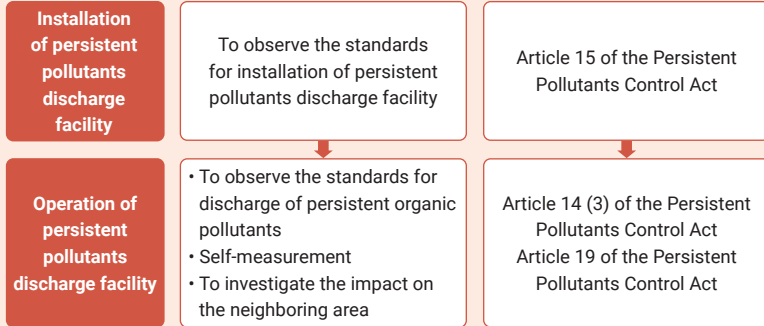 Installation
of persistent
pollutants
discharge
facility
To observe the standards
for installation of persistent
pollutants discharge facility
Article 15 of the Persistent
Pollutants Control Act
Operation of
persistent
pollutants
discharge facility
• To observe the standards for
discharge of persistent organic
pollutants
• Self-measurement
• To investigate the impact on
the neighboring area
Article 14 (3) of the Persistent
Pollutants Control Act
Article 19 of the Persistent
Pollutants Control Act